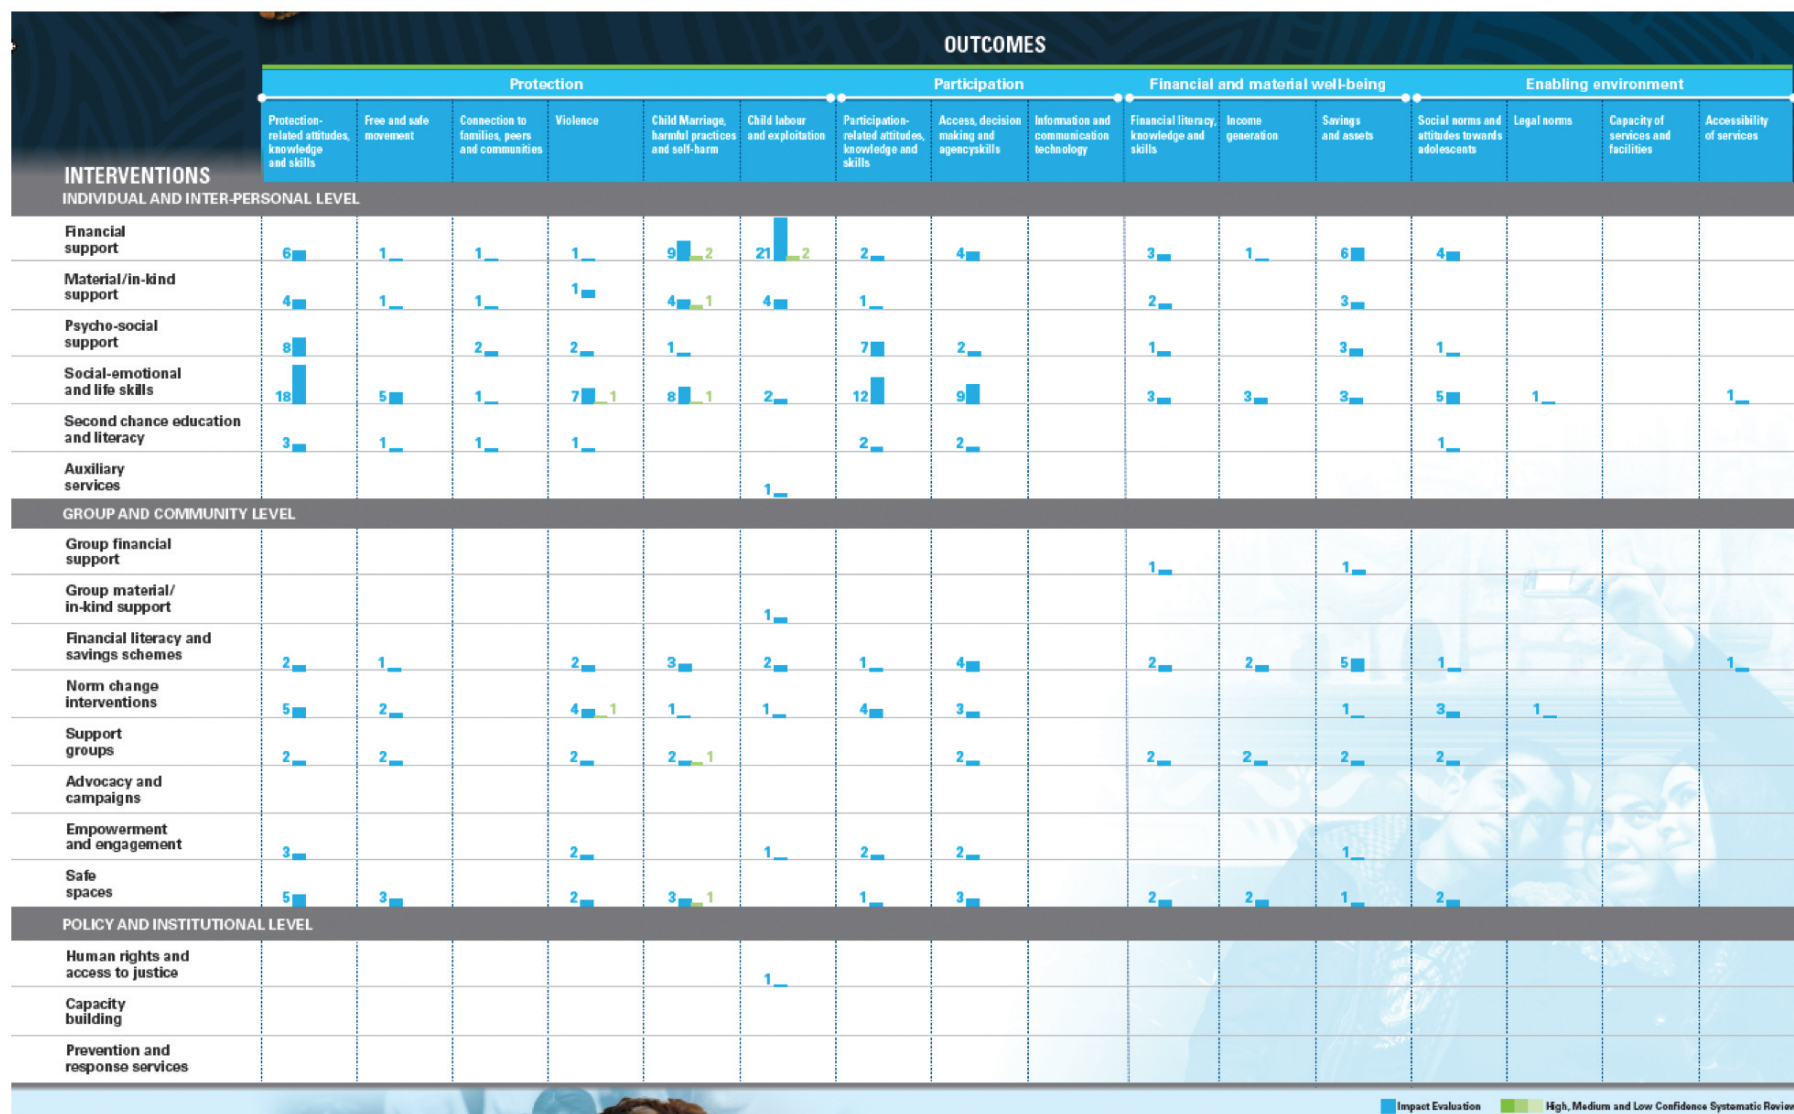 OUTCOMES
Protection Participation Financial and material well-being Enabling environment
Protection-
related attitudes,
knowledge
and skills
Free and safe
movement
Connection to
families, peers
and communities
Violence
Child Marriage,
harmful practices
and self-harm
Child labour
and exploitation
Participation-
related attitudes,
knowledge and
skills
Access, decision
making and
agencyskills
Information and
communication
technology
Financial literacy,
knowledge and
skills
Income
generation
Savings
and assets
Social norms and
attitudes towards
adolescents
Legal norms
Capacity of
services and
facilities
Accessibility
of services
INTERVENTIONS
INDIVIDUAL AND INTER-PERSONAL LEVEL
Financial
support
6 1 1 1 9 2 21 2 2 4 3 1 6 4
Material/in-kind
support
4 1 1 1 4 1 4 1 2 3
Psycho-social
support
8 2 2 1 7 2 1 3 1
Social-emotional
and life skills
18 5 1 7 1 8 1 2 12 9 3 3 3 5 1 1
Second chance education
and literacy
3 1 1 1 2 2 1
Auxiliary
services
1
GROUP AND COMMUNITY LEVEL
Group financial
support
1 1
Group material/
in-kind support
1
Financial literacy and
savings schemes
2 1 2 3 2 1 4 2 2 5 1 1
Norm change
interventions
5 2 4 1 1 1 4 3 1 3 1
Support
groups
2 2 2 2 1 2 2 2 2 2
Advocacy and
campaigns
Empowerment
and engagement
3 2 1 2 2 1
Safe
spaces
5 3 2 3 1 1 3 2 2 1 2
POLICY AND INSTITUTIONAL LEVEL
Human rights and
access to justice
1
Capacity
building
Prevention and
response services
Impact Evaluation High, Medium and Low Confidence Systematic Review